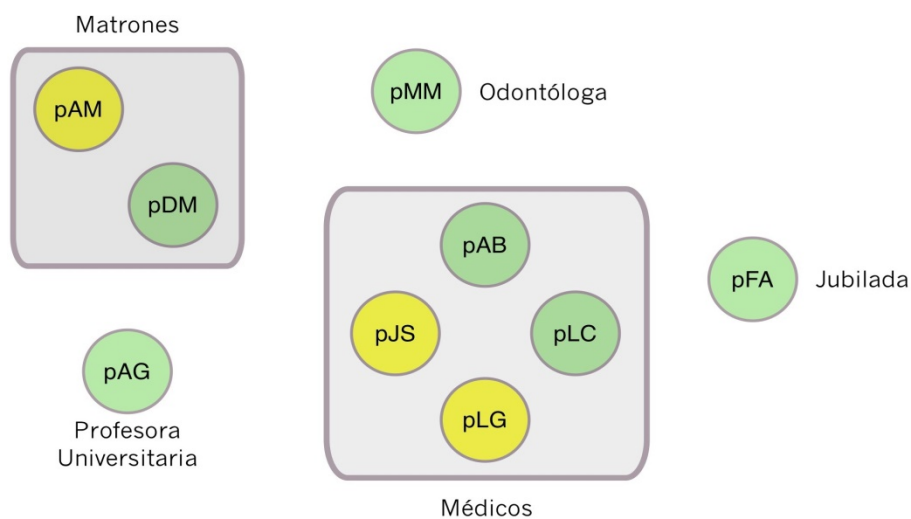 Matrones
pAM
pDM
pMM
Odontóloga
pAB
pJS
pLC
pLG
Médicos
pFA
Jubilada
pAG
Profesora
Universitaria